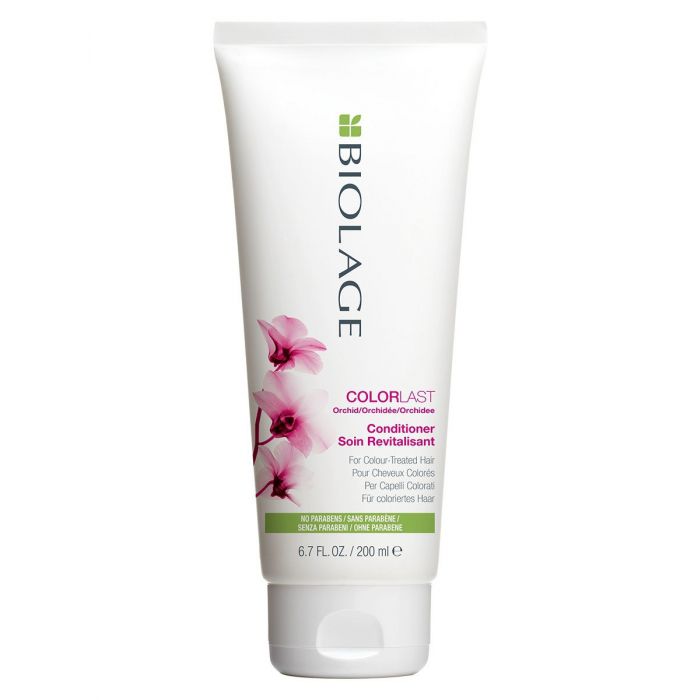 BIOLAGE
COLORLAST
Orchid/Orchidée/Orchidee
Conditioner
Soin Revitalisant
For Colour-Treated Hair
Pour Cheveux Colorés
Per Capelli Colorati
Für coloriertes Haar
NO PARABENS / SANS PARABÈNE /
SENZA PARABENI / OHNE PARABENE
6.7 FL. OZ. / 200 ml ℮